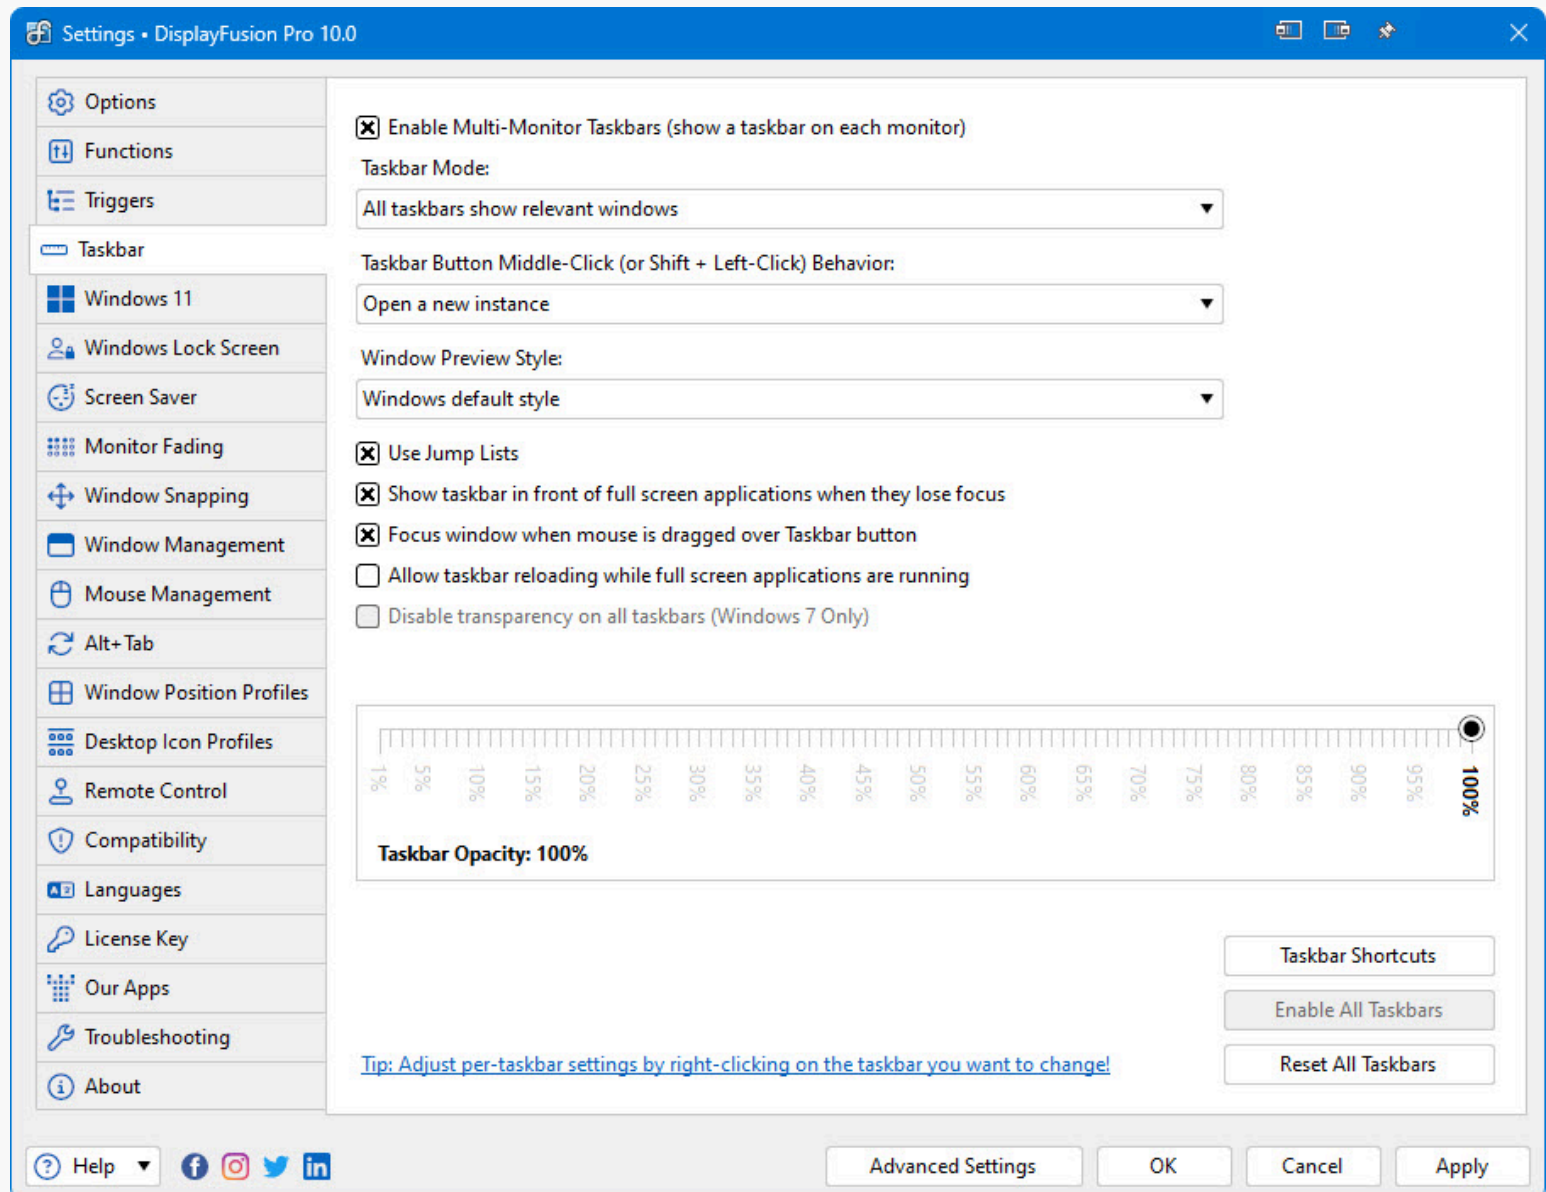 Settings • DisplayFusion Pro 10.0
Options
Functions
Triggers
Taskbar
Windows 11
Windows Lock Screen
Screen Saver
Monitor Fading
Window Snapping
Window Management
Mouse Management
Alt+Tab
Window Position Profiles
Desktop Icon Profiles
Remote Control
Compatibility
Languages
License Key
Our Apps
Troubleshooting
About
Enable Multi-Monitor Taskbars (show a taskbar on each monitor)
Taskbar Mode:
All taskbars show relevant windows
Taskbar Button Middle-Click (or Shift + Left-Click) Behavior:
Open a new instance
Window Preview Style:
Windows default style
Use Jump Lists
Show taskbar in front of full screen applications when they lose focus
Focus window when mouse is dragged over Taskbar button
Allow taskbar reloading while full screen applications are running
Disable transparency on all taskbars (Windows 7 Only)
1% 5% 10% 15% 20% 25% 30% 35% 40% 45% 50% 55% 60% 65% 70% 75% 80% 85% 90% 95% 100%
Taskbar Opacity: 100%
Taskbar Shortcuts
Enable All Taskbars
Tip: Adjust per-taskbar settings by right-clicking on the taskbar you want to change!
Reset All Taskbars
Help
Advanced Settings
OK
Cancel
Apply